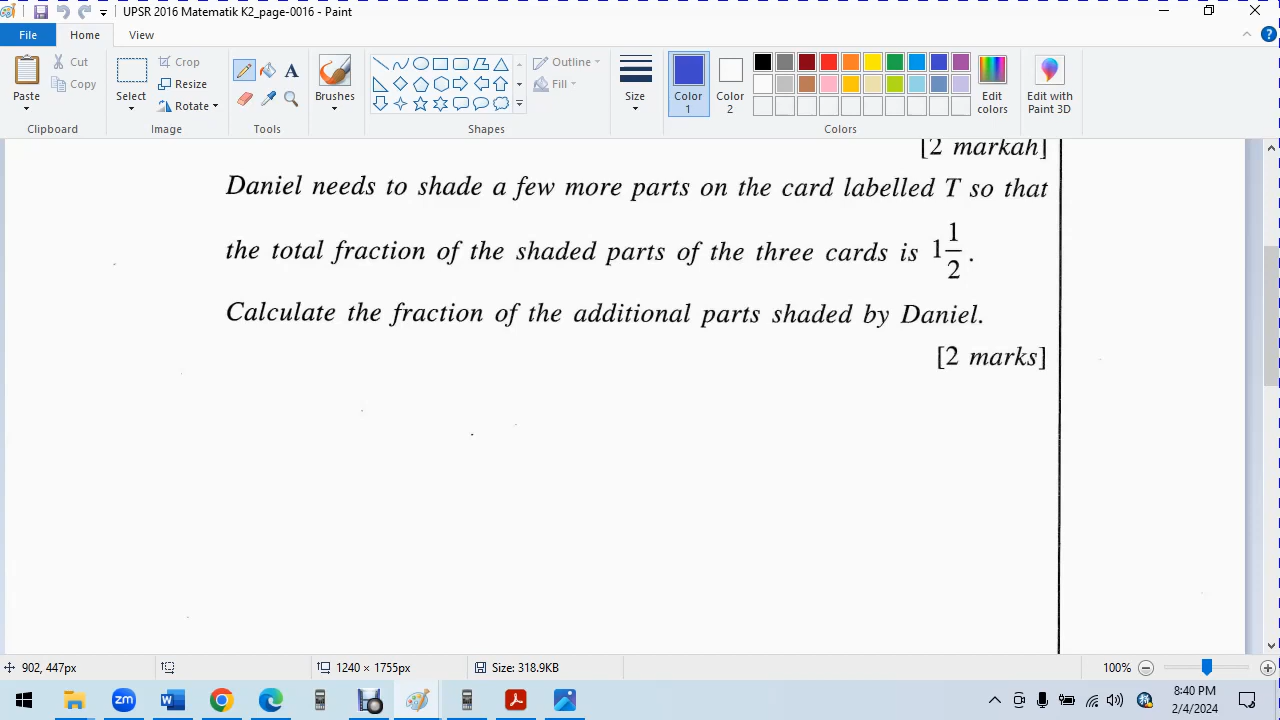 UPSR 2016 Matematik K2_page-0016 - Paint
File Home View
Paste Cut Copy Select Crop Resize Rotate A Brushes Outline Fill Size Color 1 Color 2 Edit colors Edit with Paint 3D
Clipboard Image Tools Shapes Colors
[2 markah]
Daniel needs to shade a few more parts on the card labelled T so that
the total fraction of the shaded parts of the three cards is 1 1/2 .
Calculate the fraction of the additional parts shaded by Daniel.
[2 marks]
902, 447px 1240 × 1755px Size: 318.9KB 100%
zm W 8:40 PM
2/4/2024